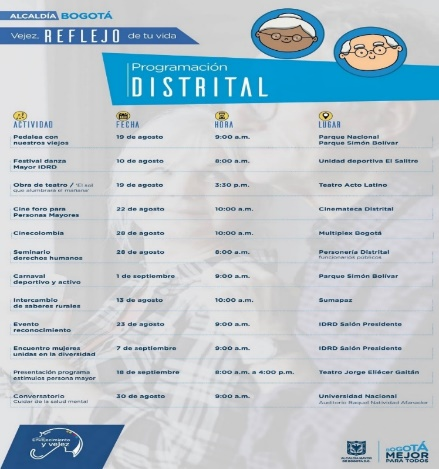 ALCALDÍA BOGOTÁ
Vejez, REFLEJO de tu vida
Programación
DISTRITAL
ACTIVIDAD FECHA HORA LUGAR
Pedalea con nuestros viejos 19 de agosto 9:00 a.m. Parque Nacional Parque Simón Bolívar
Festival danza Mayor IDRD 10 de agosto 8:00 a.m. Unidad deportiva El Salitre
Obra de teatro / 19 de agosto 3:30 p.m. Teatro Acto Latino
Cine foro para Personas Mayores 22 de agosto 10:00 a.m. Cinemateca Distrital
Cinecolombia 28 de agosto 10:00 a.m. Multiplex Bogotá
Seminario derechos humanos 28 de agosto 8:00 a.m. Personería Distrital funcionarios públicos
Carnaval deportivo y activo 1 de septiembre 9:00 a.m. Parque Simón Bolívar
Intercambio de saberes rurales 13 de agosto 10:00 a.m. Sumapaz
Evento reconocimiento 23 de agosto 9:00 a.m. IDRD Salón Presidente
Encuentro mujeres unidas en la diversidad 7 de septiembre 9:00 a.m. IDRD Salón Presidente
Presentación programa estímulos persona mayor 18 de septiembre 8:00 a.m. a 4:00 p.m. Teatro Jorge Eliécer Gaitán
Conversatorio Cuidar de la salud mental 30 de agosto 9:00 a.m. Universidad Nacional
Envejecimiento
y vejez
BOGOTÁ
MEJOR
PARA TODOS